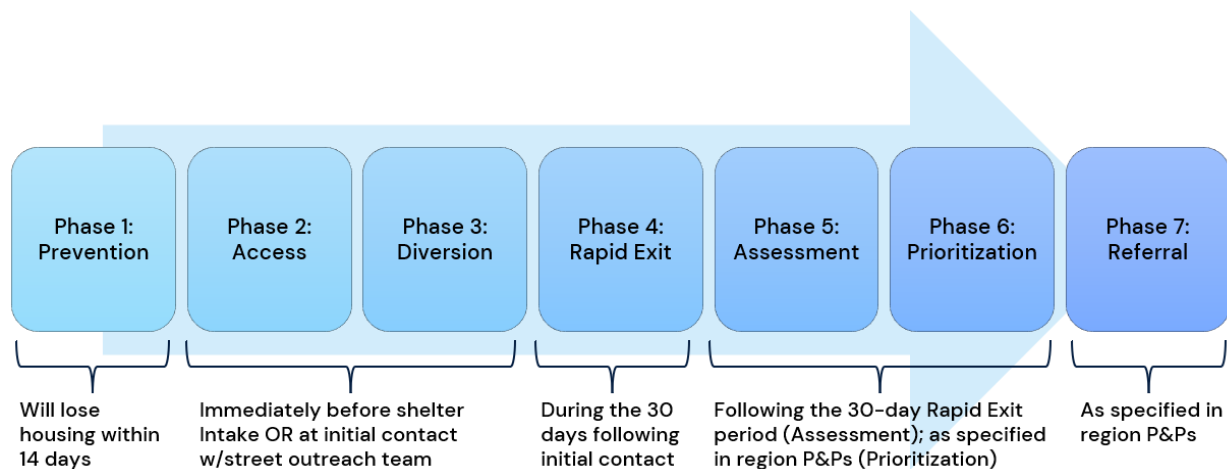 Phase 1:
Prevention
Phase 2:
Access
Phase 3:
Diversion
Phase 4:
Rapid Exit
Phase 5:
Assessment
Phase 6:
Prioritization
Phase 7:
Referral
Will lose
housing within
14 days
Immediately before shelter
Intake OR at initial contact
w/street outreach team
During the 30
days following
initial contact
Following the 30-day Rapid Exit
period (Assessment); as specified
in region P&Ps (Prioritization)
As specified in
region P&Ps